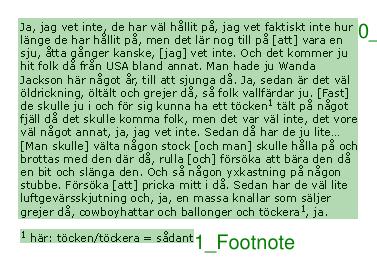 Ja, jag vet inte, de har väl hållit på, jag vet faktiskt inte hur
länge de har hållit på, men det lär nog till på [att] vara en
sju, åtta gånger kanske, [jag] vet inte. Och det kommer ju
hit folk då från USA bland annat. Man hade ju Wanda
Jackson här något år, till att sjunga då. Ja, sedan är det väl
öldrickning, öltält och grejer då, så folk vallfärdar ju. [Fast]
de skulle ju i och för sig kunna ha ett töcken¹ tält på något
fjäll då det skulle komma folk, men det var väl inte, det vore
väl något annat, ja, jag vet inte. Sedan då har de ju lite...
[Man skulle] välta någon stock [och man] skulle hålla på och
brottas med den där då, rulla [och] försöka att bära den då
en bit och slänga den. Och så någon yxkastning på någon
stubbe. Försöka [att] pricka mitt i då. Sedan har de väl lite
luftgevärsskjutning och, ja, en massa knallar som säljer
grejer då, cowboyhattar och ballonger och töckera¹, ja.
0_
¹ här: töcken/töckera = sådant
1_Footnote